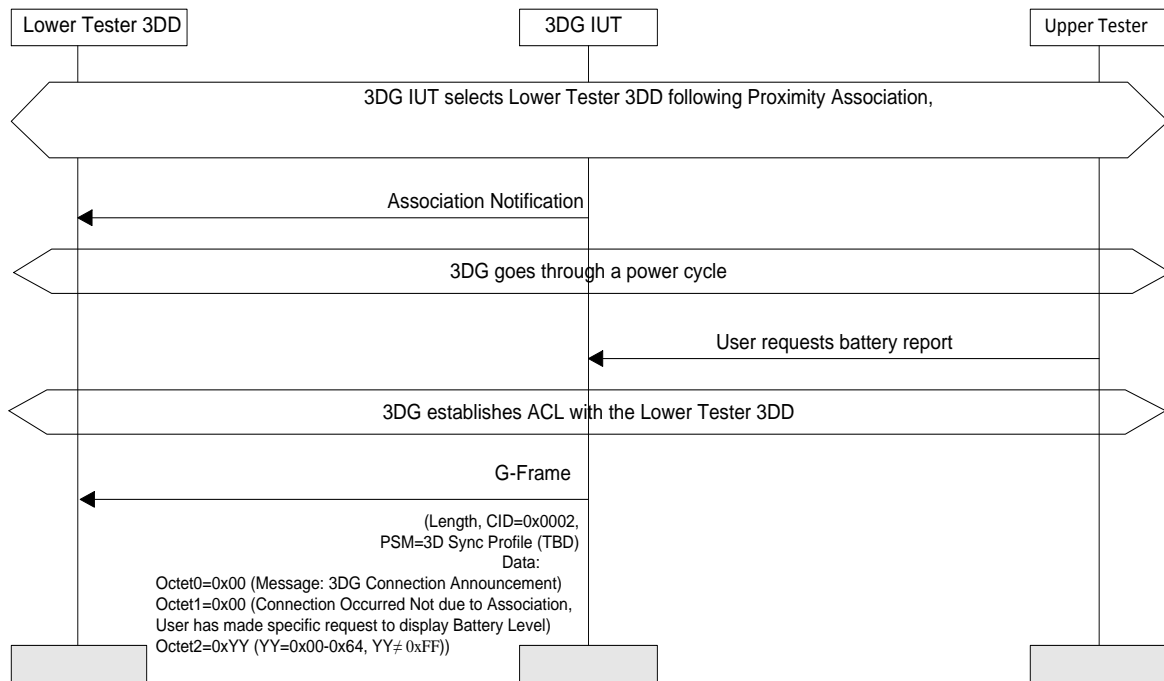 Lower Tester 3DD
3DG IUT
Upper Tester
3DG IUT selects Lower Tester 3DD following Proximity Association,
Association Notification
3DG goes through a power cycle
User requests battery report
3DG establishes ACL with the Lower Tester 3DD
G-Frame
(Length, CID=0x0002,
PSM=3D Sync Profile (TBD)
Data:
Octet0=0x00 (Message: 3DG Connection Announcement)
Octet1=0x00 (Connection Occurred Not due to Association,
User has made specific request to display Battery Level)
Octet2=0xYY (YY=0x00-0x64, YY≠ 0xFF))